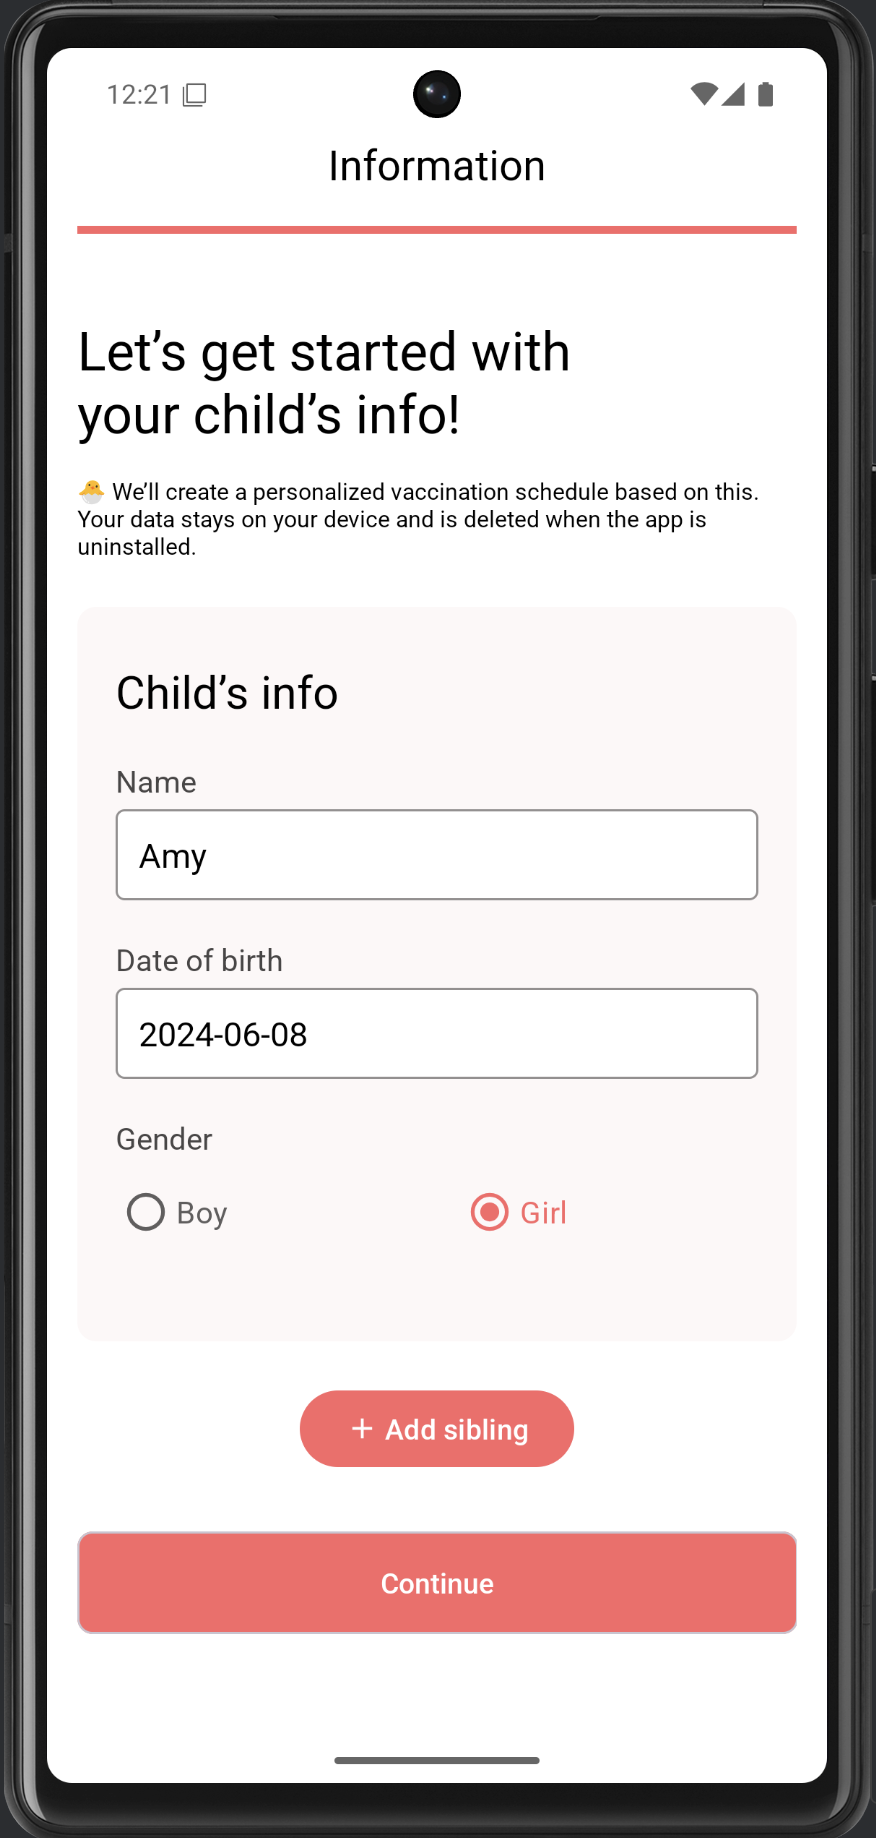 12:21
Information
Let’s get started with
your child’s info!
🐣 We’ll create a personalized vaccination schedule based on this.
Your data stays on your device and is deleted when the app is
uninstalled.
Child’s info
Name
Amy
Date of birth
2024-06-08
Gender
Boy Girl
+ Add sibling
Continue